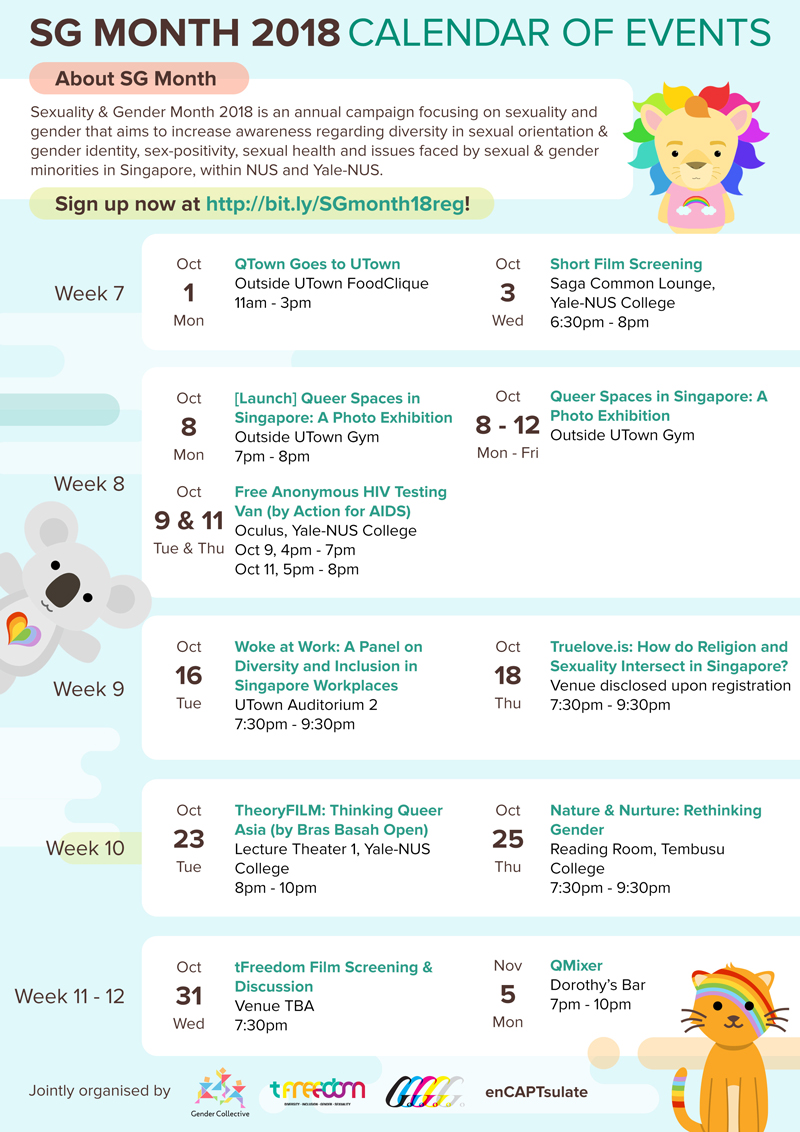 SG MONTH 2018 CALENDAR OF EVENTS
About SG Month
Sexuality & Gender Month 2018 is an annual campaign focusing on sexuality and
gender that aims to increase awareness regarding diversity in sexual orientation &
gender identity, sex-positivity, sexual health and issues faced by sexual & gender
minorities in Singapore, within NUS and Yale-NUS.
Sign up now at http://bit.ly/SGmonth18reg!
Week 7
Oct
1
Mon
QTown Goes to UTown
Outside UTown FoodClique
11am - 3pm
Oct
3
Wed
Short Film Screening
Saga Common Lounge,
Yale-NUS College
6:30pm - 8pm
Week 8
Oct
8
Mon
[Launch] Queer Spaces in
Singapore: A Photo Exhibition
Outside UTown Gym
7pm - 8pm
Oct
8 - 12
Mon - Fri
Queer Spaces in Singapore: A
Photo Exhibition
Outside UTown Gym
Oct
9 & 11
Tue & Thu
Free Anonymous HIV Testing
Van (by Action for AIDS)
Oculus, Yale-NUS College
Oct 9, 4pm - 7pm
Oct 11, 5pm - 8pm
Week 9
Oct
16
Tue
Woke at Work: A Panel on
Diversity and Inclusion in
Singapore Workplaces
UTown Auditorium 2
7:30pm - 9:30pm
Oct
18
Thu
Truelove.is: How do Religion and
Sexuality Intersect in Singapore?
Venue disclosed upon registration
7:30pm - 9:30pm
Week 10
Oct
23
Tue
TheoryFILM: Thinking Queer
Asia (by Bras Basah Open)
Lecture Theater 1, Yale-NUS
College
8pm - 10pm
Oct
25
Thu
Nature & Nurture: Rethinking
Gender
Reading Room, Tembusu
College
7:30pm - 9:30pm
Week 11 - 12
Oct
31
Wed
tFreedom Film Screening &
Discussion
Venue TBA
7:30pm
Nov
5
Mon
QMixer
Dorothy's Bar
7pm - 10pm
Jointly organised by
Gender Collective
tFreedom
DIVERSITY · INCLUSION · GENDER · SEXUALITY
enCAPTsulate